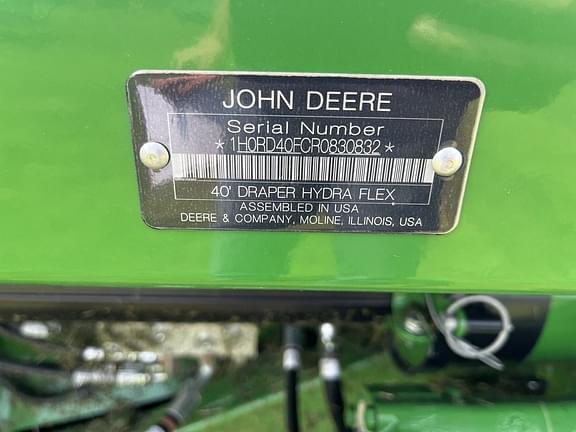 JOHN DEERE
Serial Number
*1H0RD40FCR0830832*
40' DRAPER HYDRA FLEX
ASSEMBLED IN USA
DEERE & COMPANY, MOLINE, ILLINOIS, USA